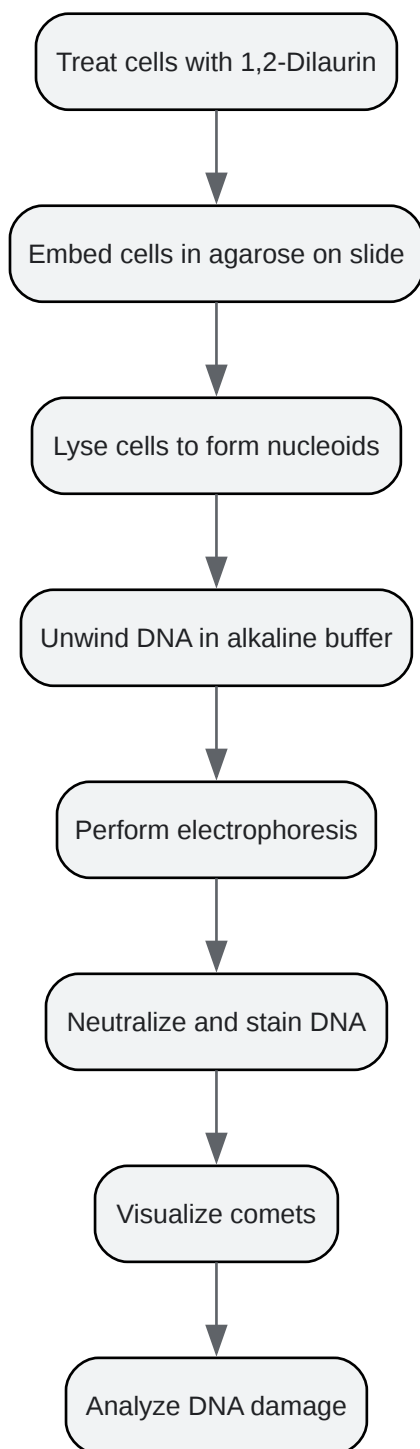 Treat cells with 1,2-Dilaurin
Embed cells in agarose on slide
Lyse cells to form nucleoids
Unwind DNA in alkaline buffer
Perform electrophoresis
Neutralize and stain DNA
Visualize comets
Analyze DNA damage